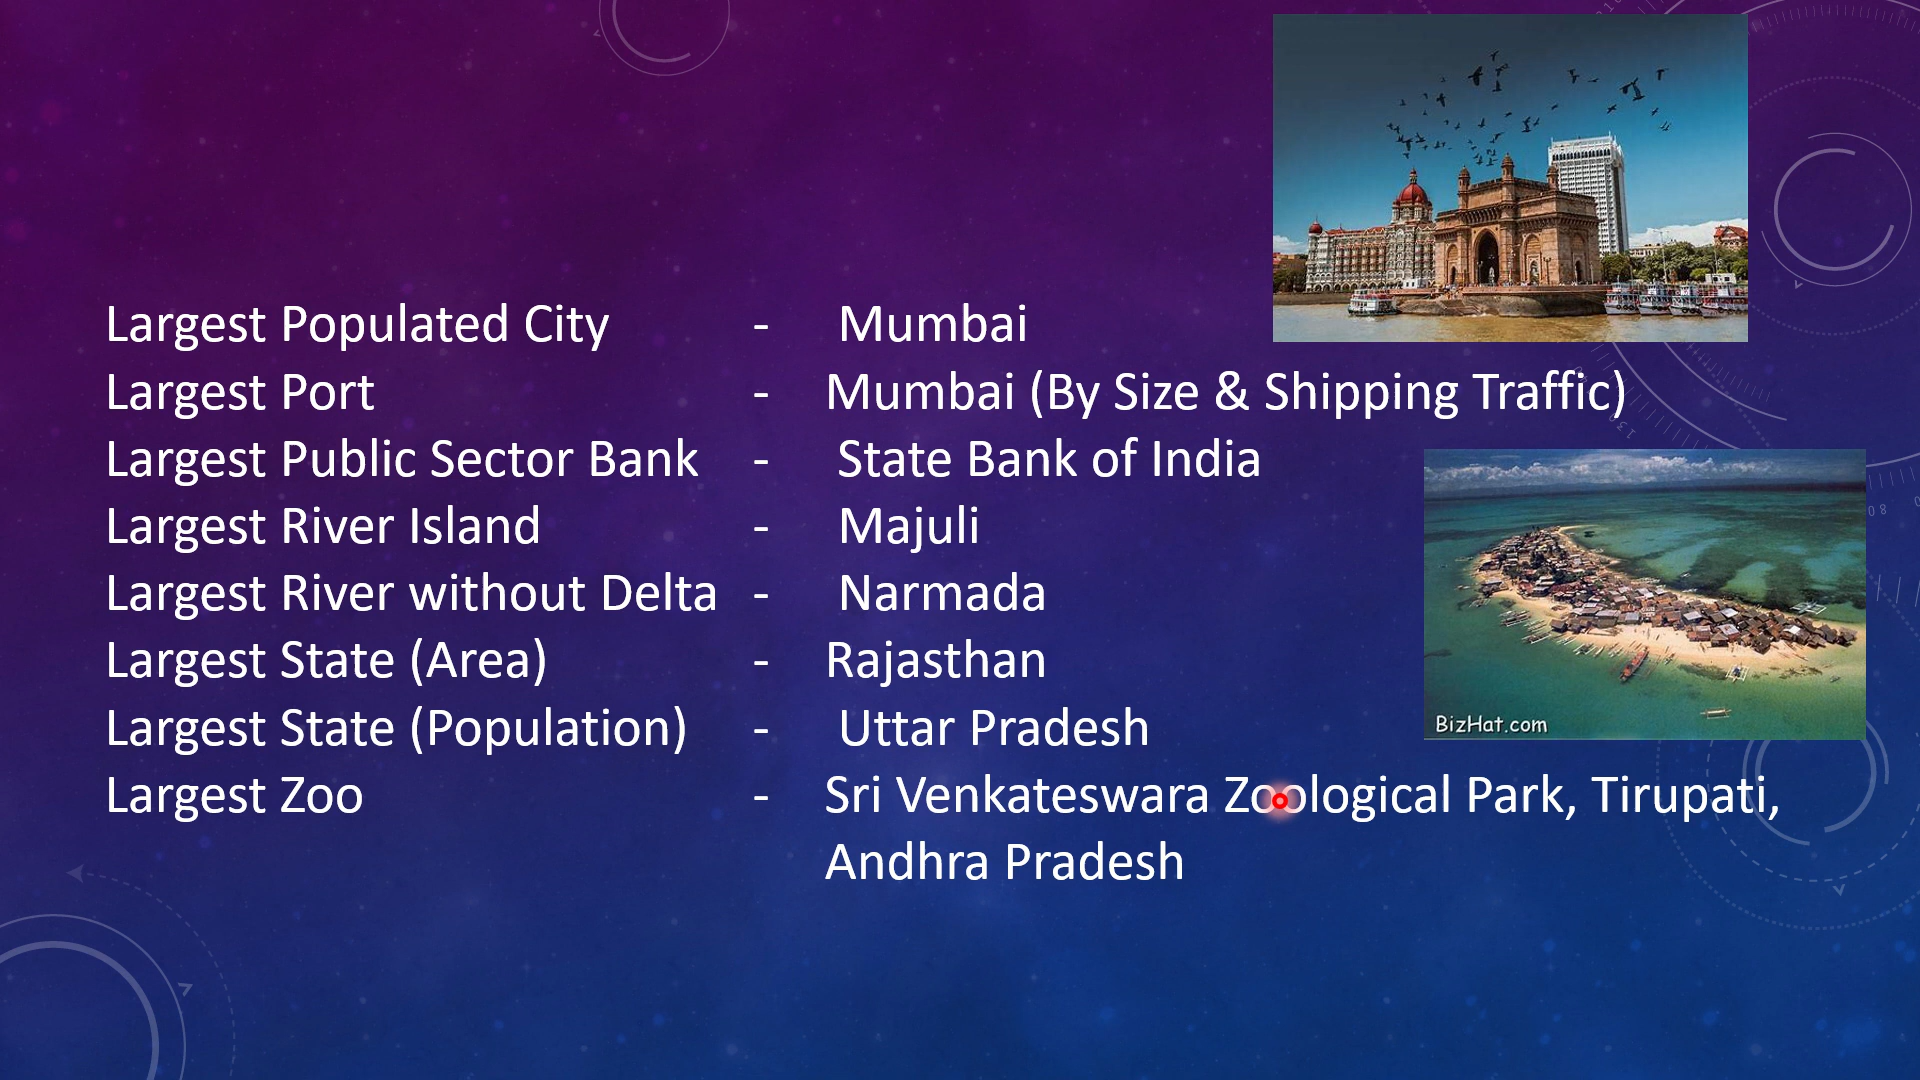 Largest Populated City - Mumbai
Largest Port - Mumbai (By Size & Shipping Traffic)
Largest Public Sector Bank - State Bank of India
Largest River Island - Majuli
Largest River without Delta - Narmada
Largest State (Area) - Rajasthan
Largest State (Population) - Uttar Pradesh
BizHat.com
Largest Zoo - Sri Venkateswara Zoological Park, Tirupati,
Andhra Pradesh